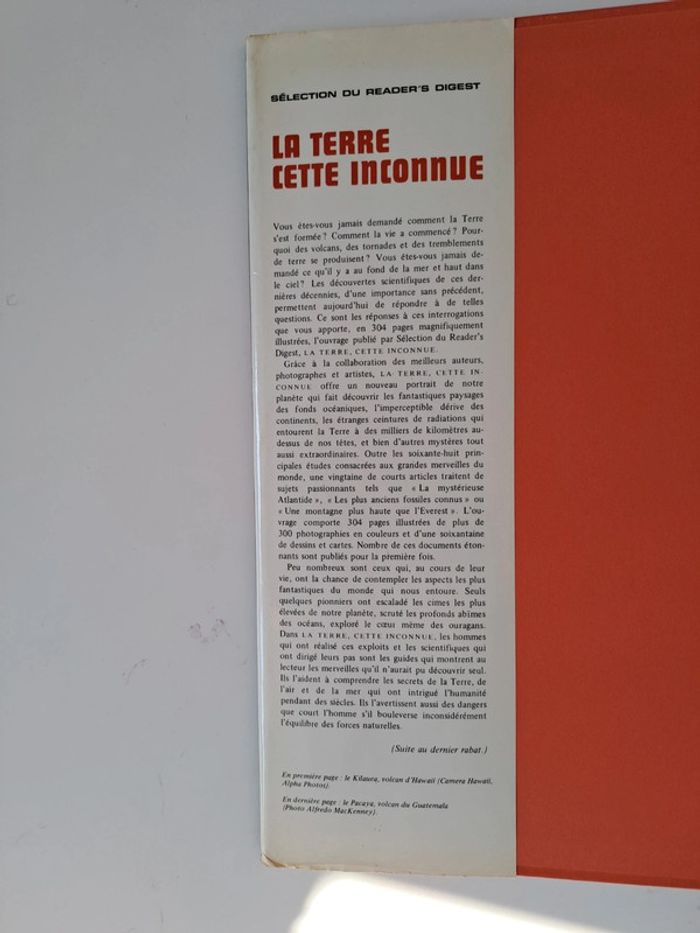 SÉLECTION DU READER'S DIGEST
LA TERRE
CETTE INCONNUE
Vous êtes-vous jamais demandé comment la Terre
s'est formée ? Comment la vie a commencé ? Pour-
quoi des volcans, des tornades et des tremblements
de terre se produisent ? Vous êtes-vous jamais de-
mandé ce qu'il y a au fond de la mer et haut dans
le ciel ? Les découvertes scientifiques de ces der-
nières décennies, d'une importance sans précédent,
permettent aujourd'hui de répondre à de telles
questions. Ce sont les réponses à ces interrogations
que vous apporte, en 304 pages magnifiquement
illustrées, l'ouvrage publié par Sélection du Reader's
Digest, LA TERRE, CETTE INCONNUE.
Grâce à la collaboration des meilleurs auteurs,
photographes et artistes, LA TERRE, CETTE IN-
CONNUE offre un nouveau portrait de notre
planète qui fait découvrir les fantastiques paysages
des fonds océaniques, l'imperceptible dérive des
continents, les étranges ceintures de radiations qui
entourent la Terre à des milliers de kilomètres au-
dessus de nos têtes, et bien d'autres mystères tout
aussi extraordinaires. Outre les soixante-huit prin-
cipales études consacrées aux grandes merveilles du
monde, une vingtaine de courts articles traitent de
sujets passionnants tels que « La mystérieuse
Atlantide », « Les plus anciens fossiles connus » ou
« Une montagne plus haute que l'Everest ». L'ou-
vrage comporte 304 pages illustrées de plus de
300 photographies en couleurs et d'une soixantaine
de dessins et cartes. Nombre de ces documents éton-
nants sont publiés pour la première fois.
Peu nombreux sont ceux qui, au cours de leur
vie, ont la chance de contempler les aspects les plus
fantastiques du monde qui nous entoure. Seuls
quelques pionniers ont escaladé les cimes les plus
élevées de notre planète, scruté les profonds abîmes
des océans, exploré le cœur même des ouragans.
Dans LA TERRE, CETTE INCONNUE, les hommes
qui ont réalisé ces exploits et les scientifiques qui
ont dirigé leurs pas sont les guides qui montrent au
lecteur les merveilles qu'il n'aurait pu découvrir seul.
Ils l'aident à comprendre les secrets de la Terre, de
l'air et de la mer qui ont intrigué l'humanité
pendant des siècles. Ils l'avertissent aussi des dangers
que court l'homme s'il bouleverse inconsidérément
l'équilibre des forces naturelles.
(Suite au dernier rabat.)
En première page : le Kilauea, volcan d'Hawaii (Camera Hawaii,
Alpha Photos).
En dernière page : le Pacaya, volcan du Guatemala
(Photo Alfredo MacKenney).